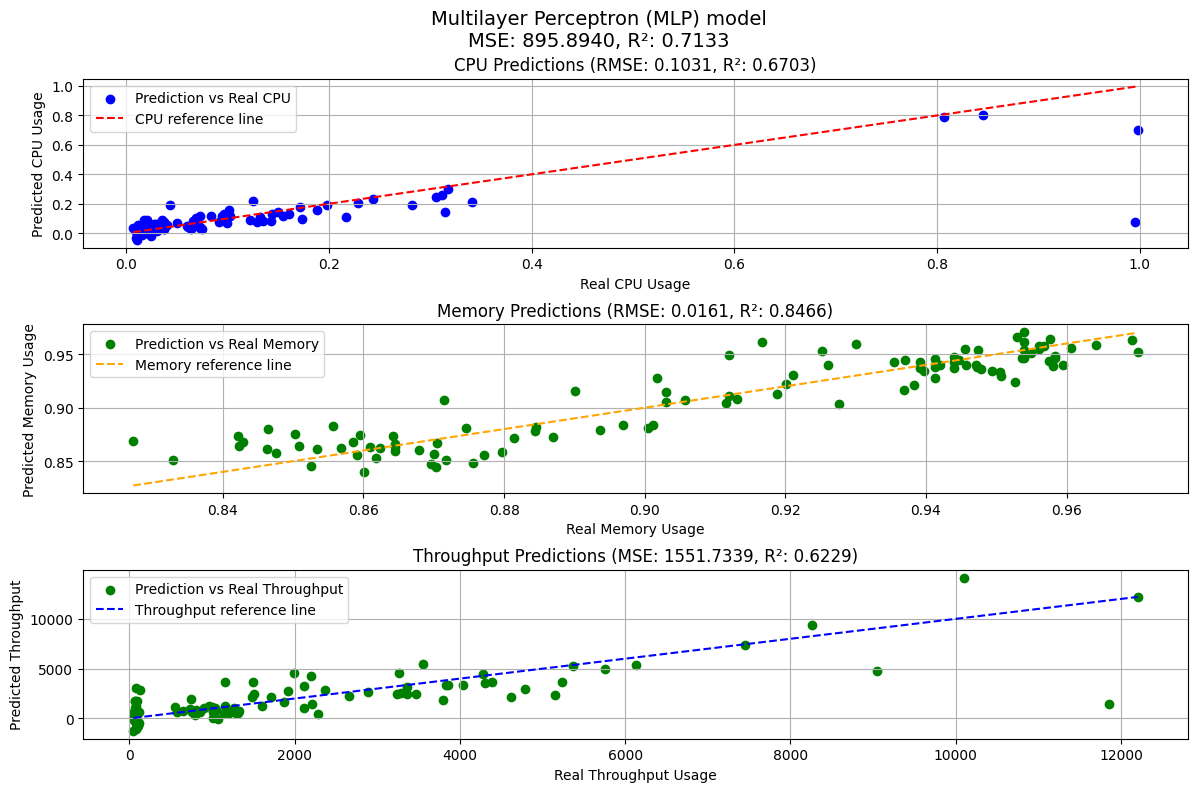 Multilayer Perceptron (MLP) model
MSE: 895.8940, R²: 0.7133
CPU Predictions (RMSE: 0.1031, R²: 0.6703)
Predicted CPU Usage
1.0
0.8
0.6
0.4
0.2
0.0
Prediction vs Real CPU
CPU reference line
0.0 0.2 0.4 0.6 0.8 1.0
Real CPU Usage
Memory Predictions (RMSE: 0.0161, R²: 0.8466)
Predicted Memory Usage
0.95
0.90
0.85
Prediction vs Real Memory
Memory reference line
0.84 0.86 0.88 0.90 0.92 0.94 0.96
Real Memory Usage
Throughput Predictions (MSE: 1551.7339, R²: 0.6229)
Predicted Throughput
10000
5000
0
Prediction vs Real Throughput
Throughput reference line
0 2000 4000 6000 8000 10000 12000
Real Throughput Usage